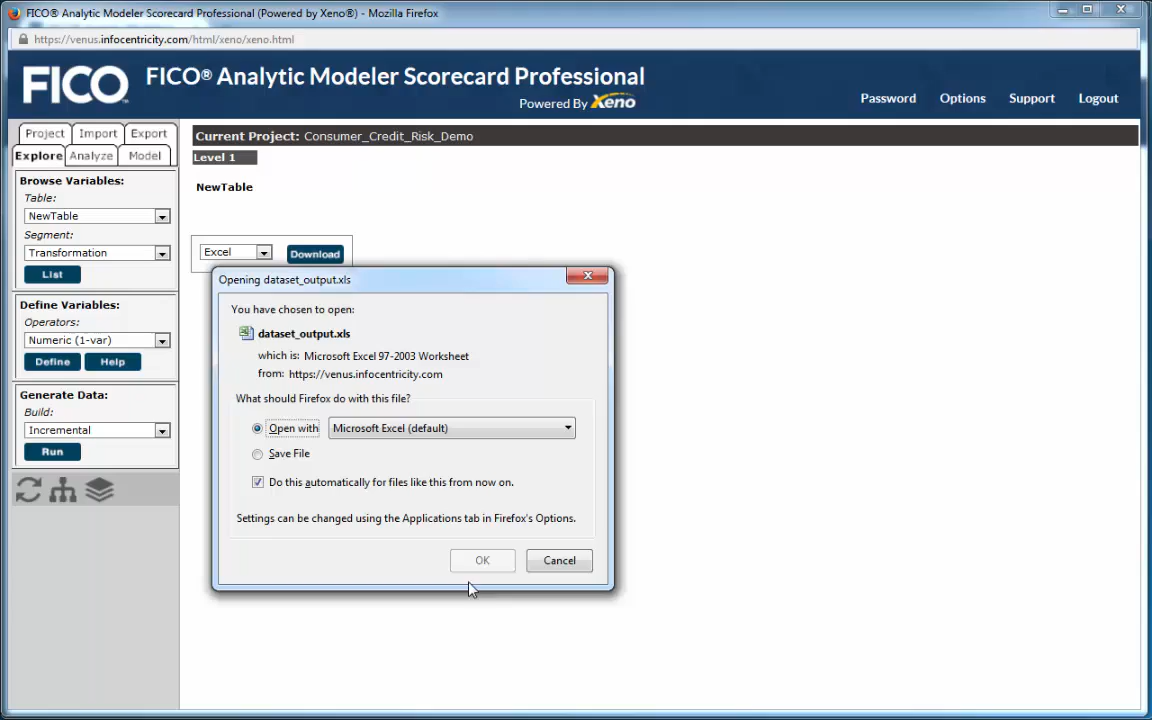 FICO® Analytic Modeler Scorecard Professional (Powered by Xeno®) - Mozilla Firefox
https://venus.infocentricity.com/html/xeno/xeno.html
FICO
FICO® Analytic Modeler Scorecard Professional
Powered By Xeno
Password Options Support Logout
Project Import Export
Explore Analyze Model
Current Project: Consumer_Credit_Risk_Demo
Level 1
NewTable
Browse Variables:
Table:
NewTable
Segment:
Transformation
List
Define Variables:
Operators:
Numeric (1-var)
Define Help
Generate Data:
Build:
Incremental
Run
Excel Download
Opening dataset_output.xls
You have chosen to open:
dataset_output.xls
which is: Microsoft Excel 97-2003 Worksheet
from: https://venus.infocentricity.com
What should Firefox do with this file?
Open with Microsoft Excel (default)
Save File
Do this automatically for files like this from now on.
Settings can be changed using the Applications tab in Firefox's Options.
OK Cancel